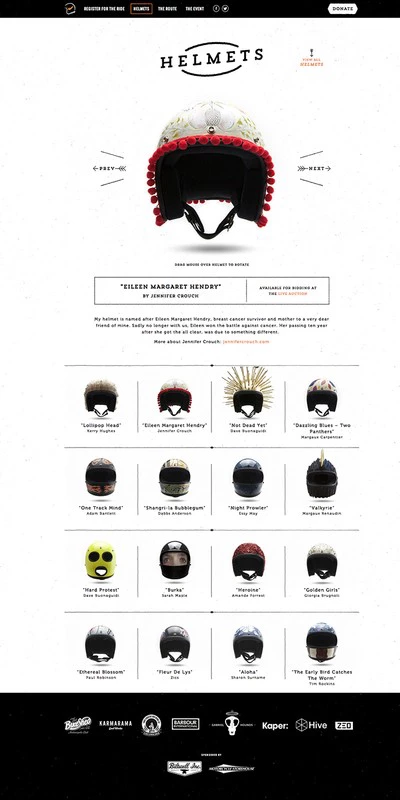 REGISTER FOR THE RIDE
HELMETS
THE ROUTE
THE EVENT
DONATE
HELMETS
VIEW ALL
HELMETS
PREV
NEXT
DRAG MOUSE OVER HELMET TO ROTATE
"EILEEN MARGARET HENDRY"
BY JENNIFER CROUCH
AVAILABLE FOR BIDDING AT
THE LIVE AUCTION
My helmet is named after Eileen Margaret Hendry, breast cancer survivor and mother to a very dear
friend of mine. Sadly no longer with us, Eileen won the battle against cancer. Her passing ten year
after she got the all clear, was due to something different.
More about Jennifer Crouch: jennifercrouch.com
"Lollipop Head"
Kerry Hughes
"Eileen Margaret Hendry"
Jennifer Crouch
"Not Dead Yet"
Dave Buonaguidi
"Dazzling Blues – Two
Panthers"
Margaux Carpentier
"One Track Mind"
Adam Bartlett
"Shangri-la Bubblegum"
Debbs Anderson
"Night Prowler"
Essy May
"Valkyrie"
Margaux Renaudin
"Hard Protest"
Dave Buonaguidi
"Burka"
Sarah Maple
"Heroine"
Amanda Forrest
"Golden Girls"
Giorgia Brugnoli
"Ethereal Blossom"
Paul Robinson
"Fleur De Lys"
Zios
"Aloha"
Sharon Surname
"The Early Bird Catches
The Worm"
Tim Rockins
KARMARAMA
BARBOUR
INTERNATIONAL
Kaper:
Hive
ZED
SPONSORED BY
Biltwell Inc.